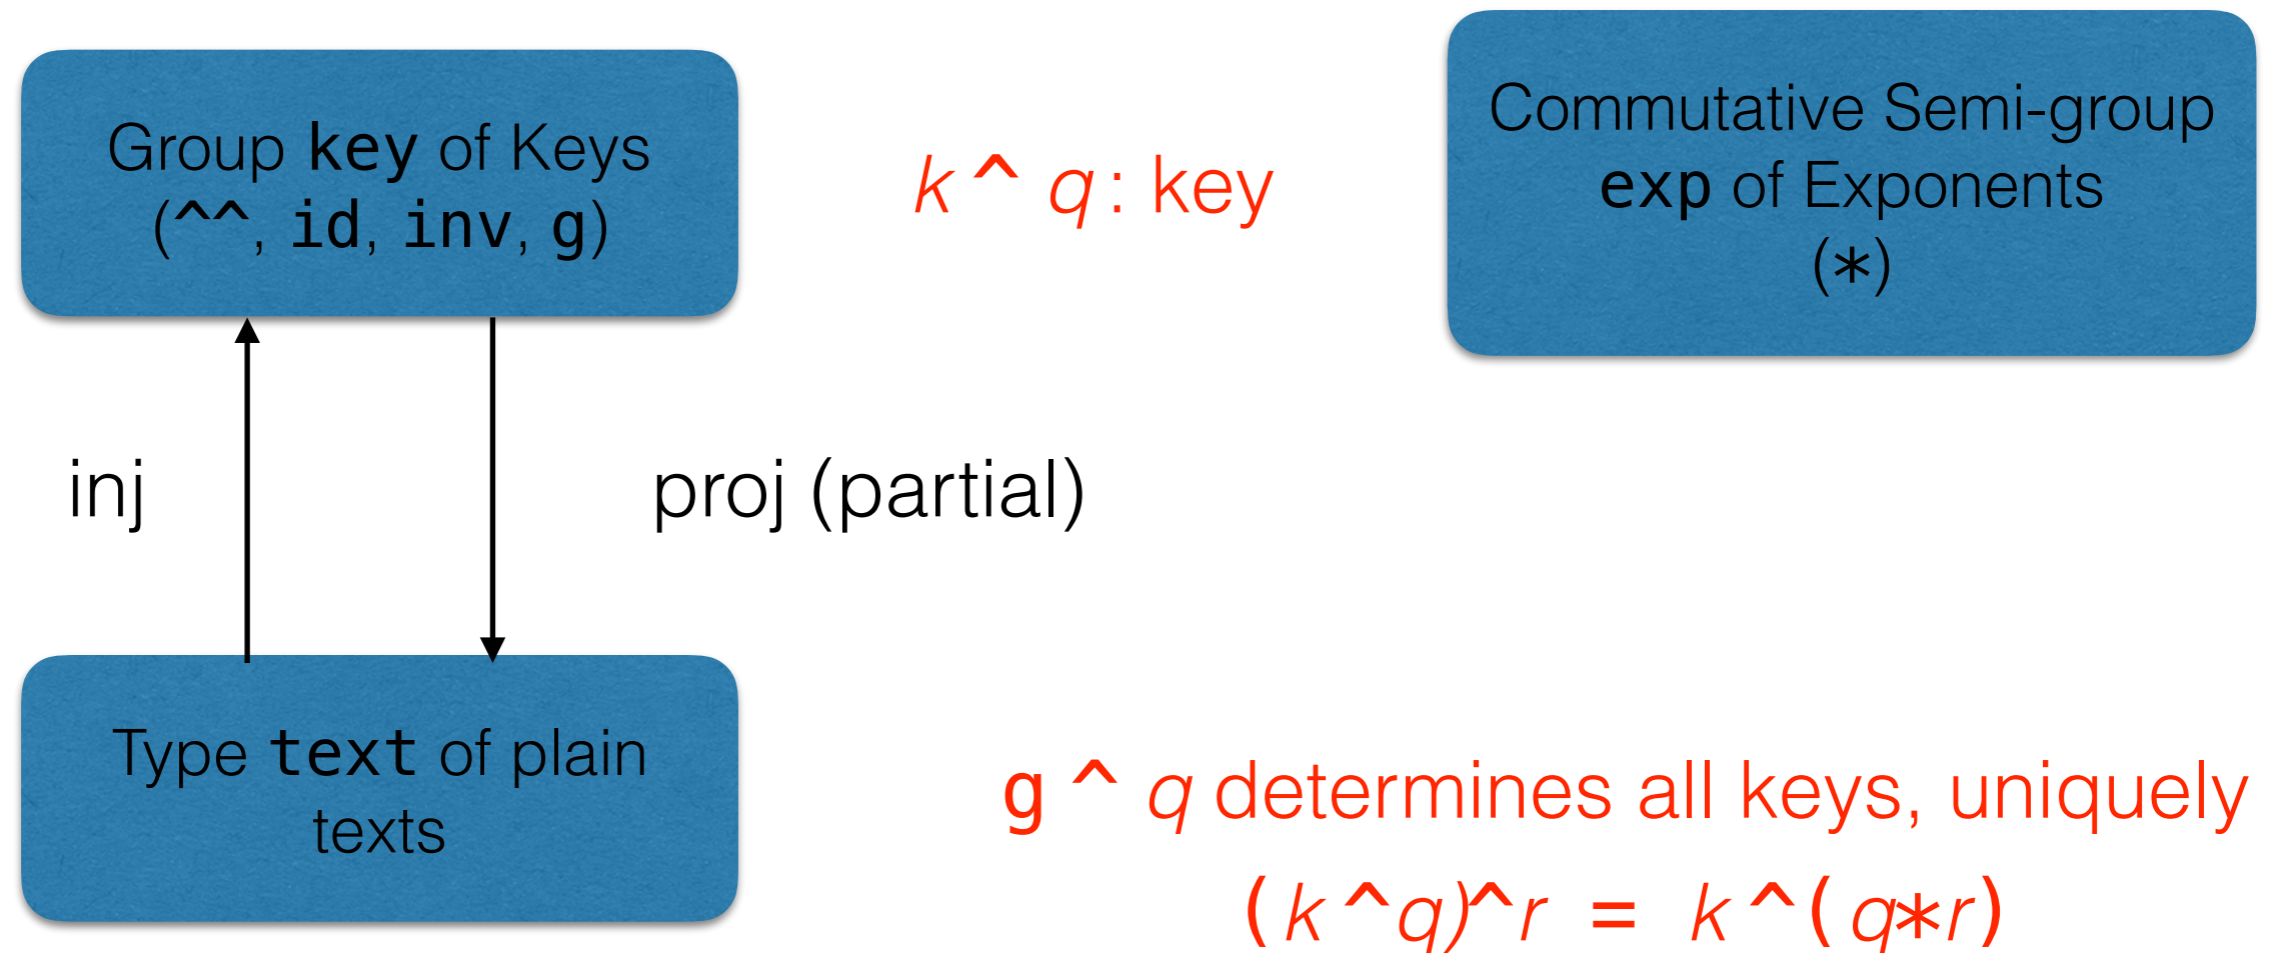 Group key of Keys
(^^, id, inv, g)
k ^ q : key
Commutative Semi-group
exp of Exponents
(*)
inj
proj (partial)
Type text of plain
texts
g ^ q determines all keys, uniquely
(k ^q)^r = k ^(q*r)